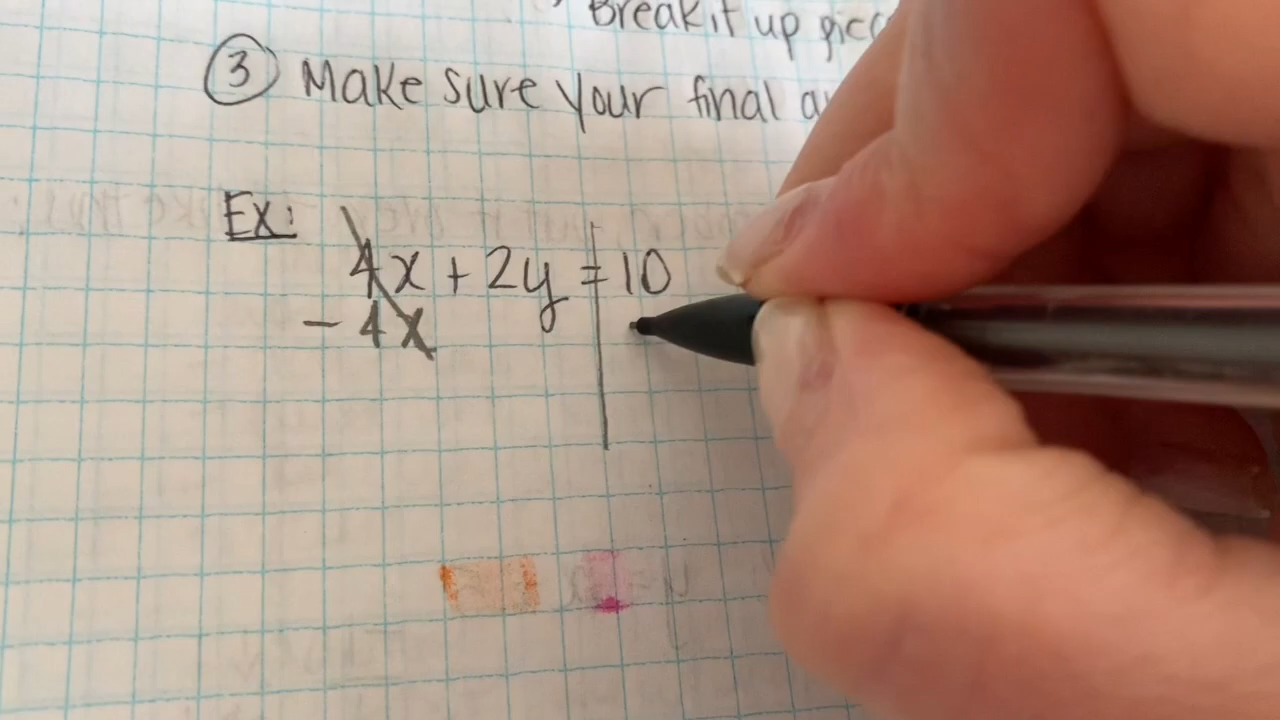 Break it up
③ Make sure your final
Ex: 4x + 2y = 10
- 4x